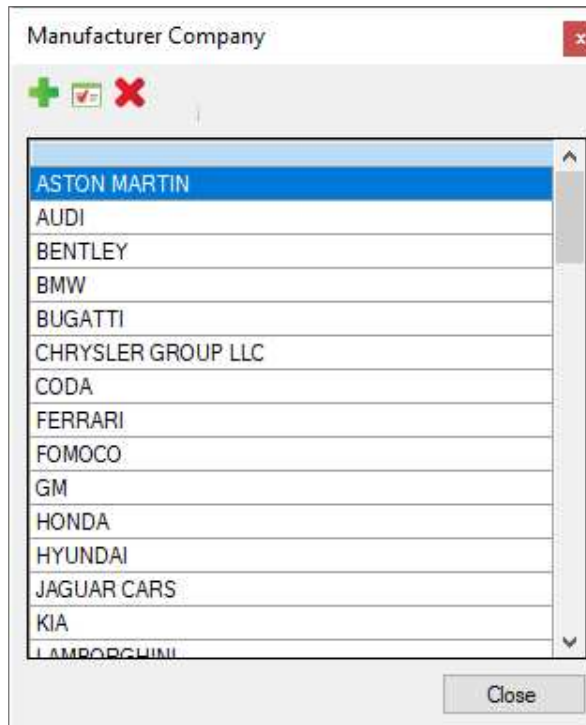 Manufacturer Company
x
ASTON MARTIN
AUDI
BENTLEY
BMW
BUGATTI
CHRYSLER GROUP LLC
CODA
FERRARI
FOMOCO
GM
HONDA
HYUNDAI
JAGUAR CARS
KIA
LAMBORGHINI
Close